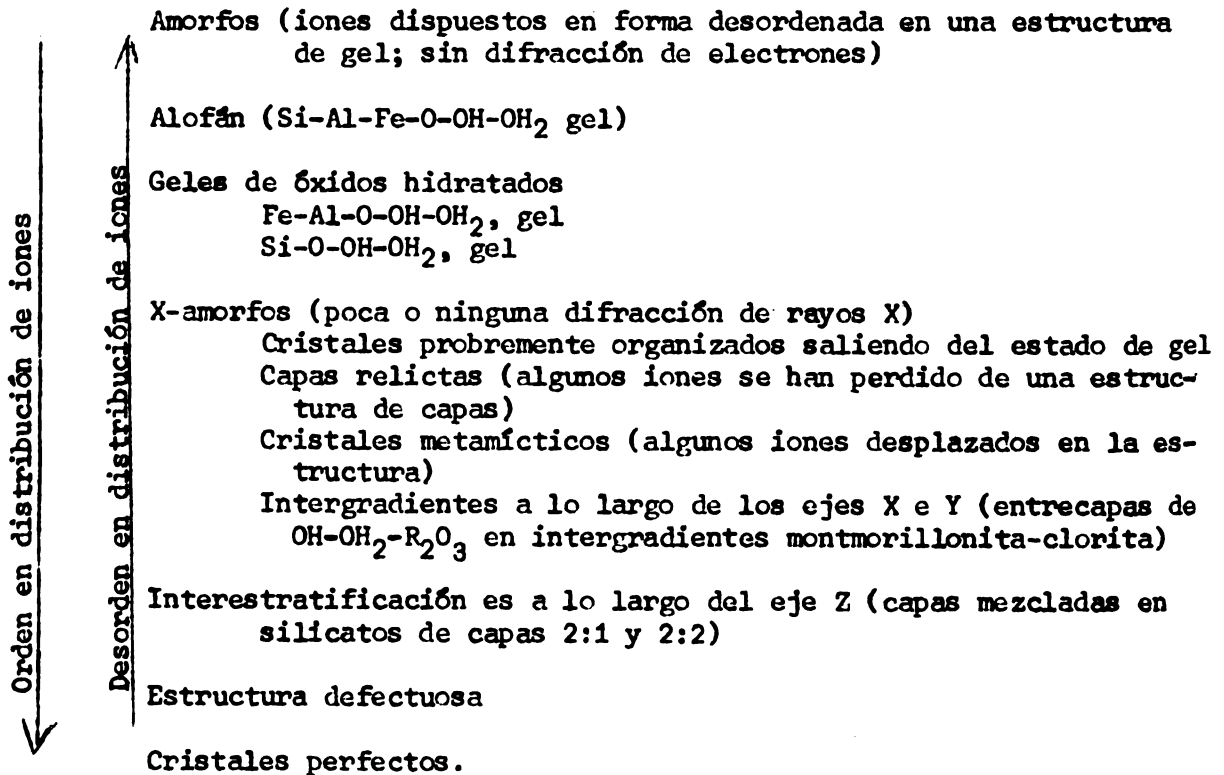 Amorfos (iones dispuestos en forma desordenada en una estructura
de gel; sin difracción de electrones)
Alofán (Si-Al-Fe-O-OH-OH2 gel)
Geles de óxidos hidratados
Fe-Al-O-OH-OH2, gel
Si-O-OH-OH2, gel
X-amorfos (poca o ninguna difracción de rayos X)
Cristales probremente organizados saliendo del estado de gel
Capas relictas (algunos iones se han perdido de una estruc-
tura de capas)
Cristales metamícticos (algunos iones desplazados en la es-
tructura)
Intergradientes a lo largo de los ejes X e Y (entrecapas de
OH-OH2-R2O3 en intergradientes montmorillonita-clorita)
Interestratificación es a lo largo del eje Z (capas mezcladas en
silicatos de capas 2:1 y 2:2)
Estructura defectuosa
Cristales perfectos.
Orden en distribución de iones
Desorden en distribución de iones